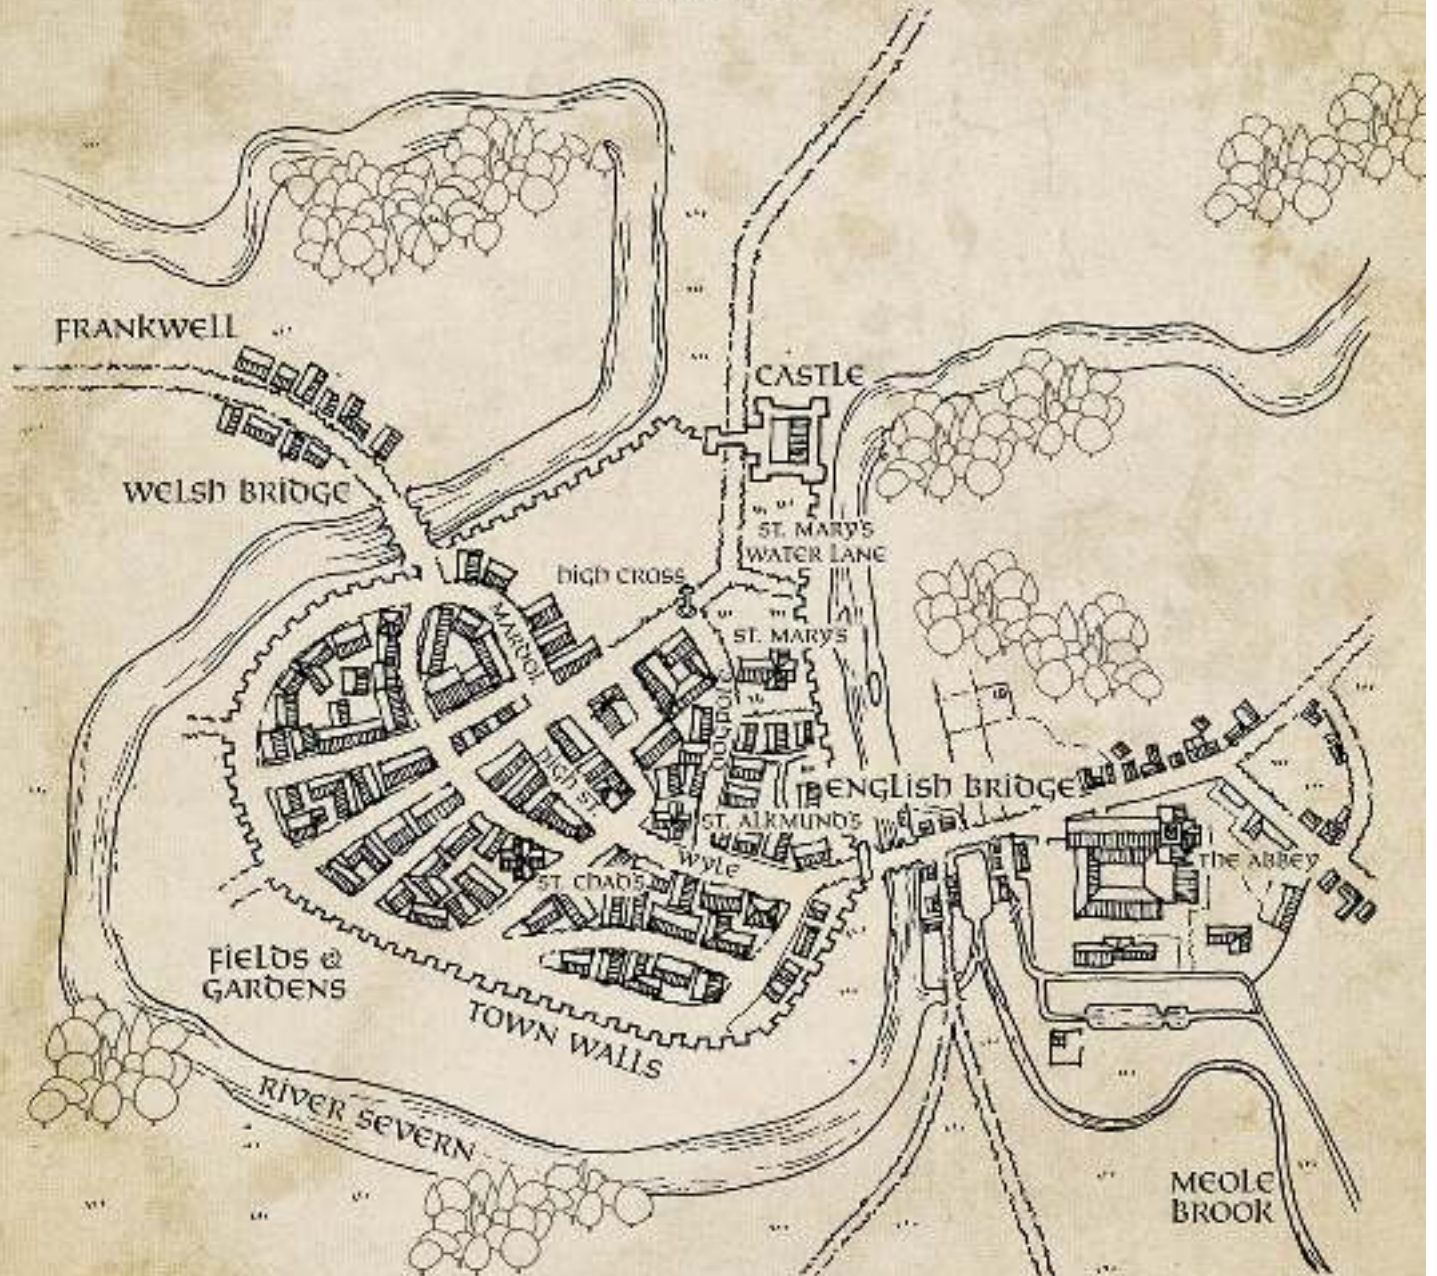 FRANKWELL
CASTLE
WELSH BRIDGE
ST. MARY'S
WATER LANE
HIGH CROSS
MARDOL
ST. MARY'S
HIGH ST.
ENGLISH BRIDGE
ST. ALKMUND'S
WYLE
THE ABBEY
ST. CHAD'S
FIELDS &
GARDENS
TOWN WALLS
RIVER SEVERN
MEOLE
BROOK